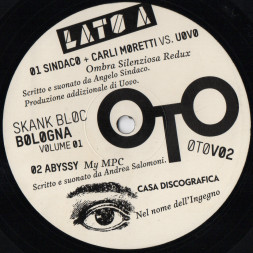 LATO A
01 SINDACO + CARLI MORETTI VS. UOVO
Ombra Silenziosa Redux
Scritto e suonato da Angelo Sindaco.
Produzione addizionale di Uovo.
SKANK BLOC
BOLOGNA
VOLUME 01
OTO
OTOV02
02 ABYSSY My MPC
Scritto e suonato da Andrea Salomoni.
CASA DISCOGRAFICA
Nel nome dell'Ingegno